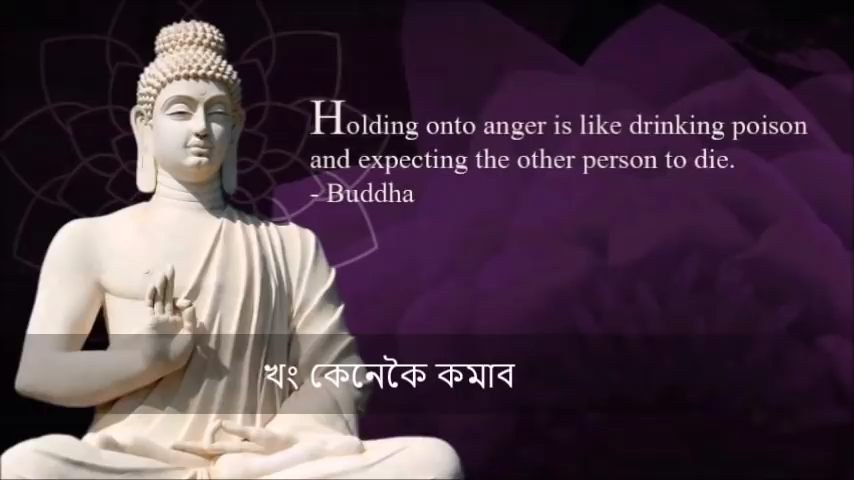 Holding onto anger is like drinking poison
and expecting the other person to die.
- Buddha
খং কেনেকৈ কমাব